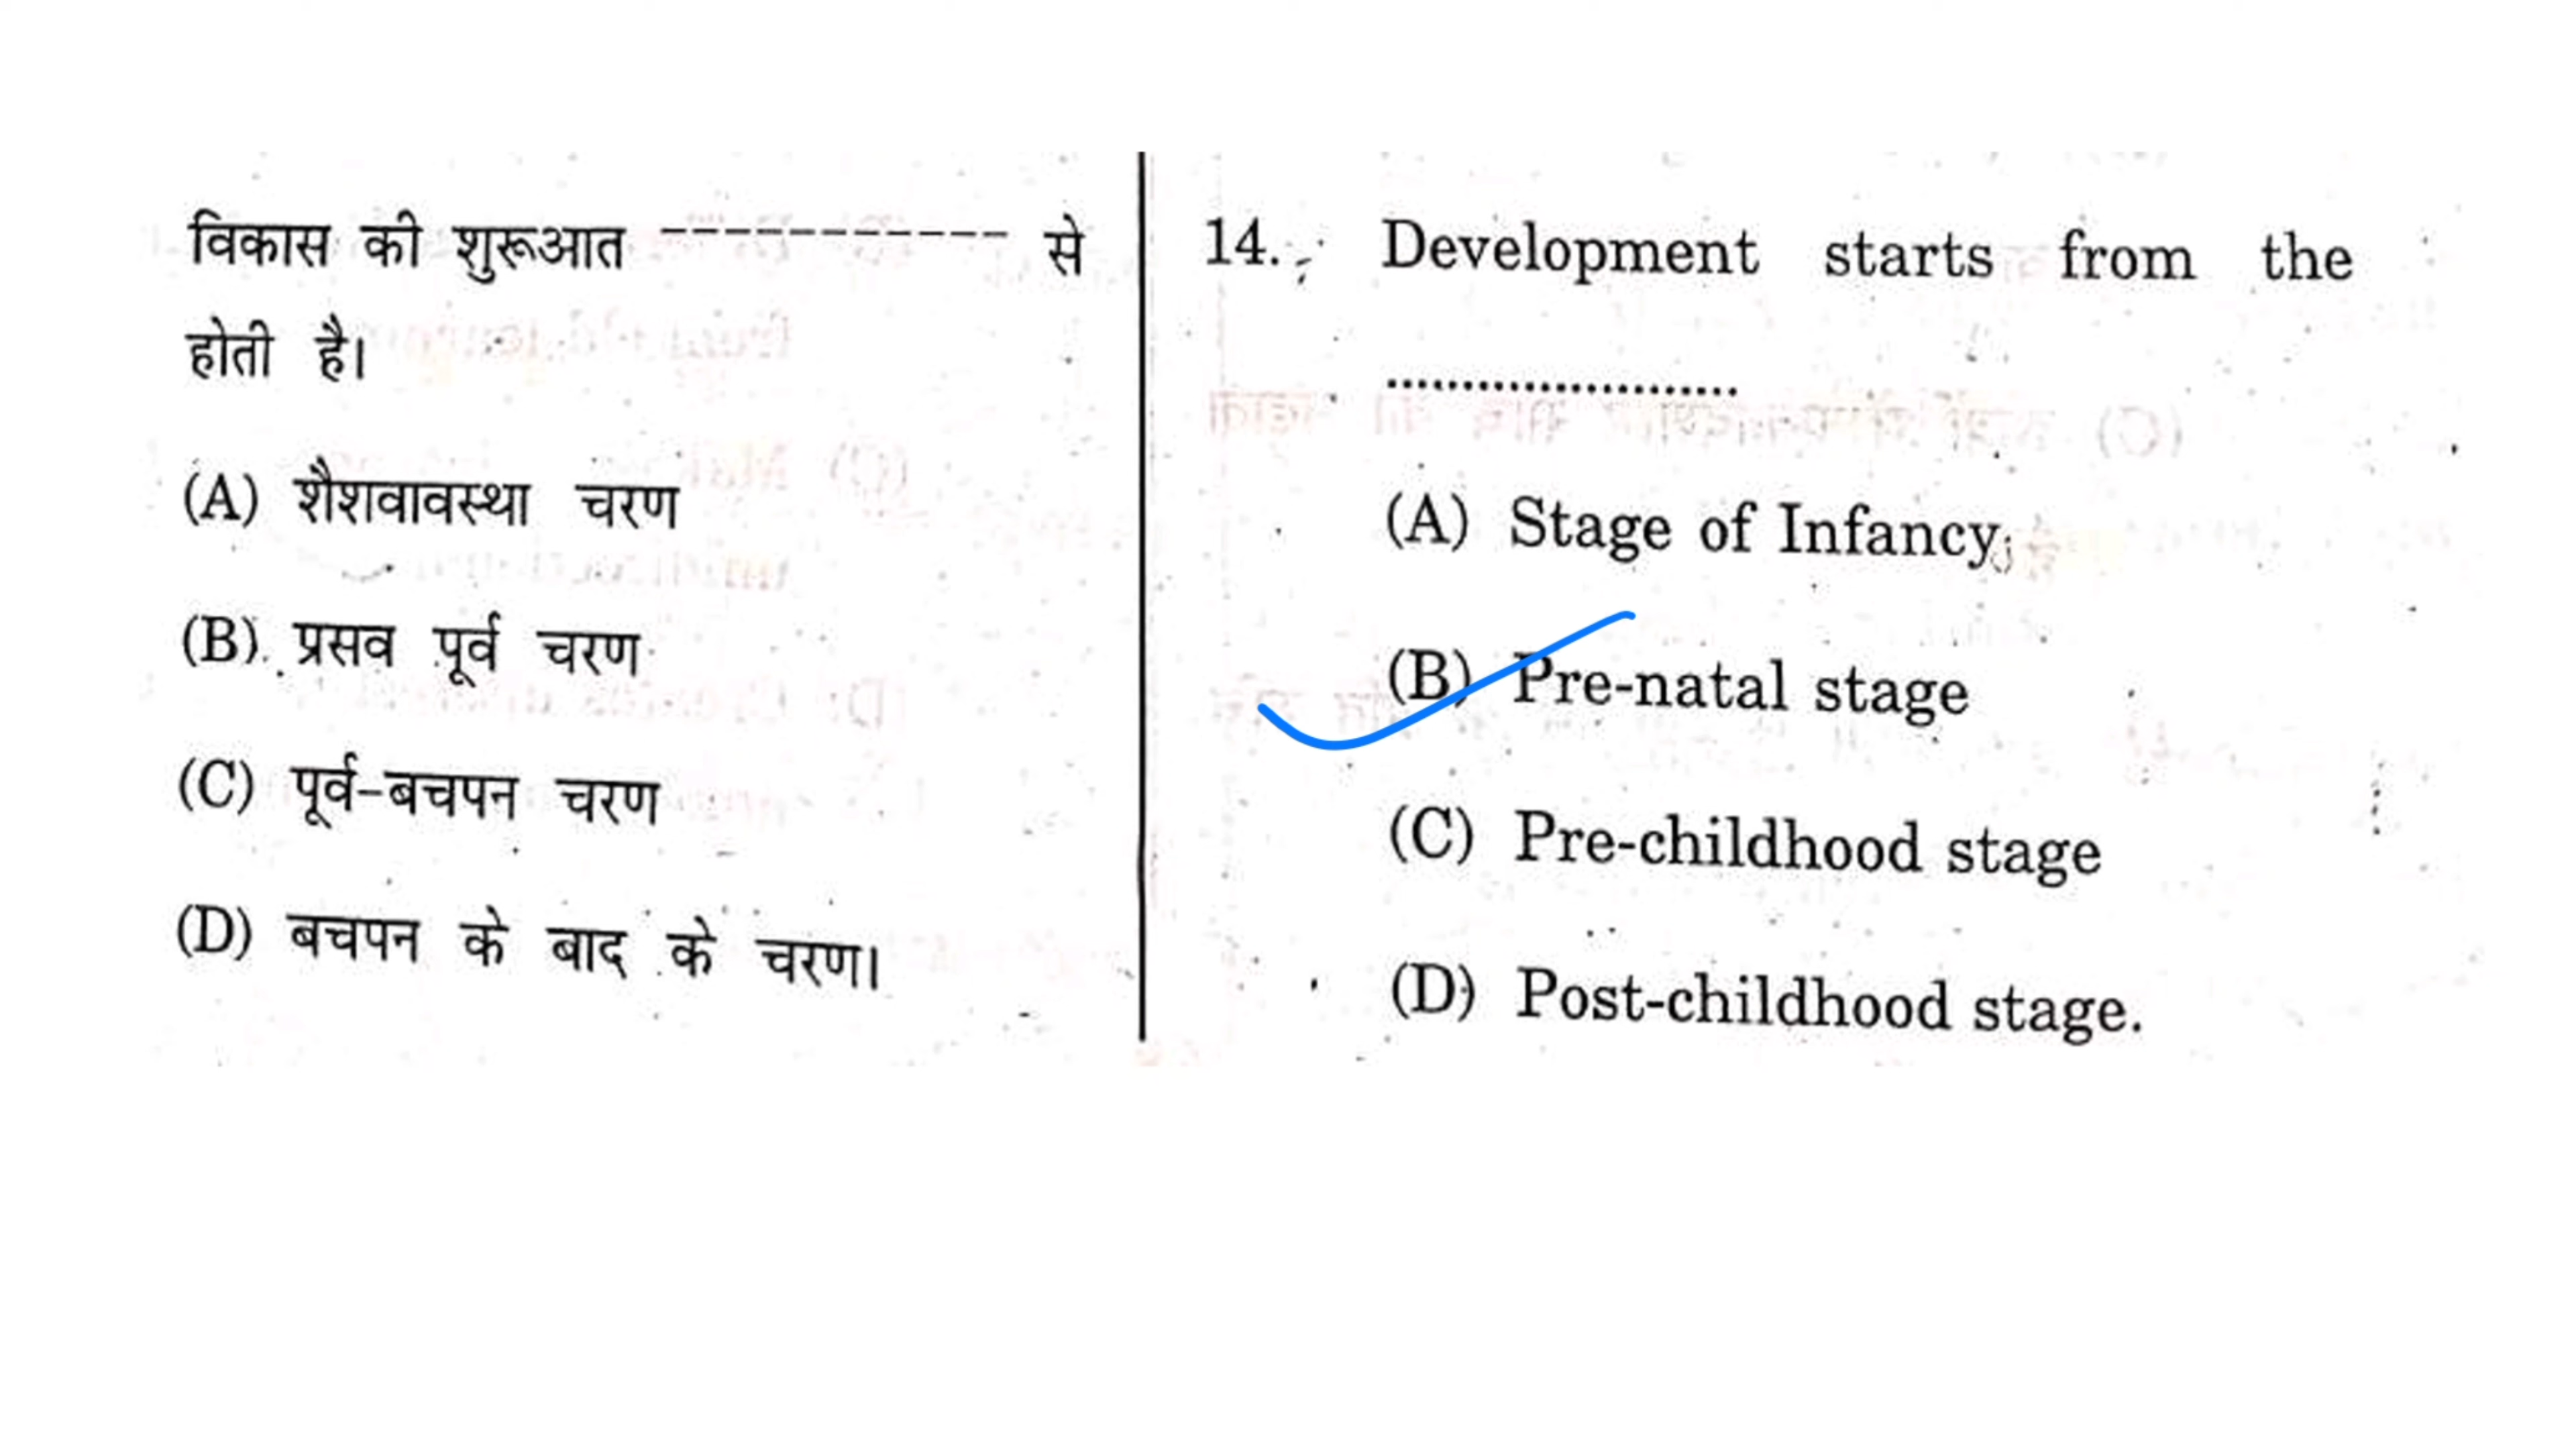 विकास की शुरूआत ----------- से
होती है।
(A) शैशवावस्था चरण
(B) प्रसव पूर्व चरण
(C) पूर्व-बचपन चरण
(D) बचपन के बाद के चरण।
14. Development starts from the
........................
(A) Stage of Infancy
(B) Pre-natal stage
(C) Pre-childhood stage
(D) Post-childhood stage.